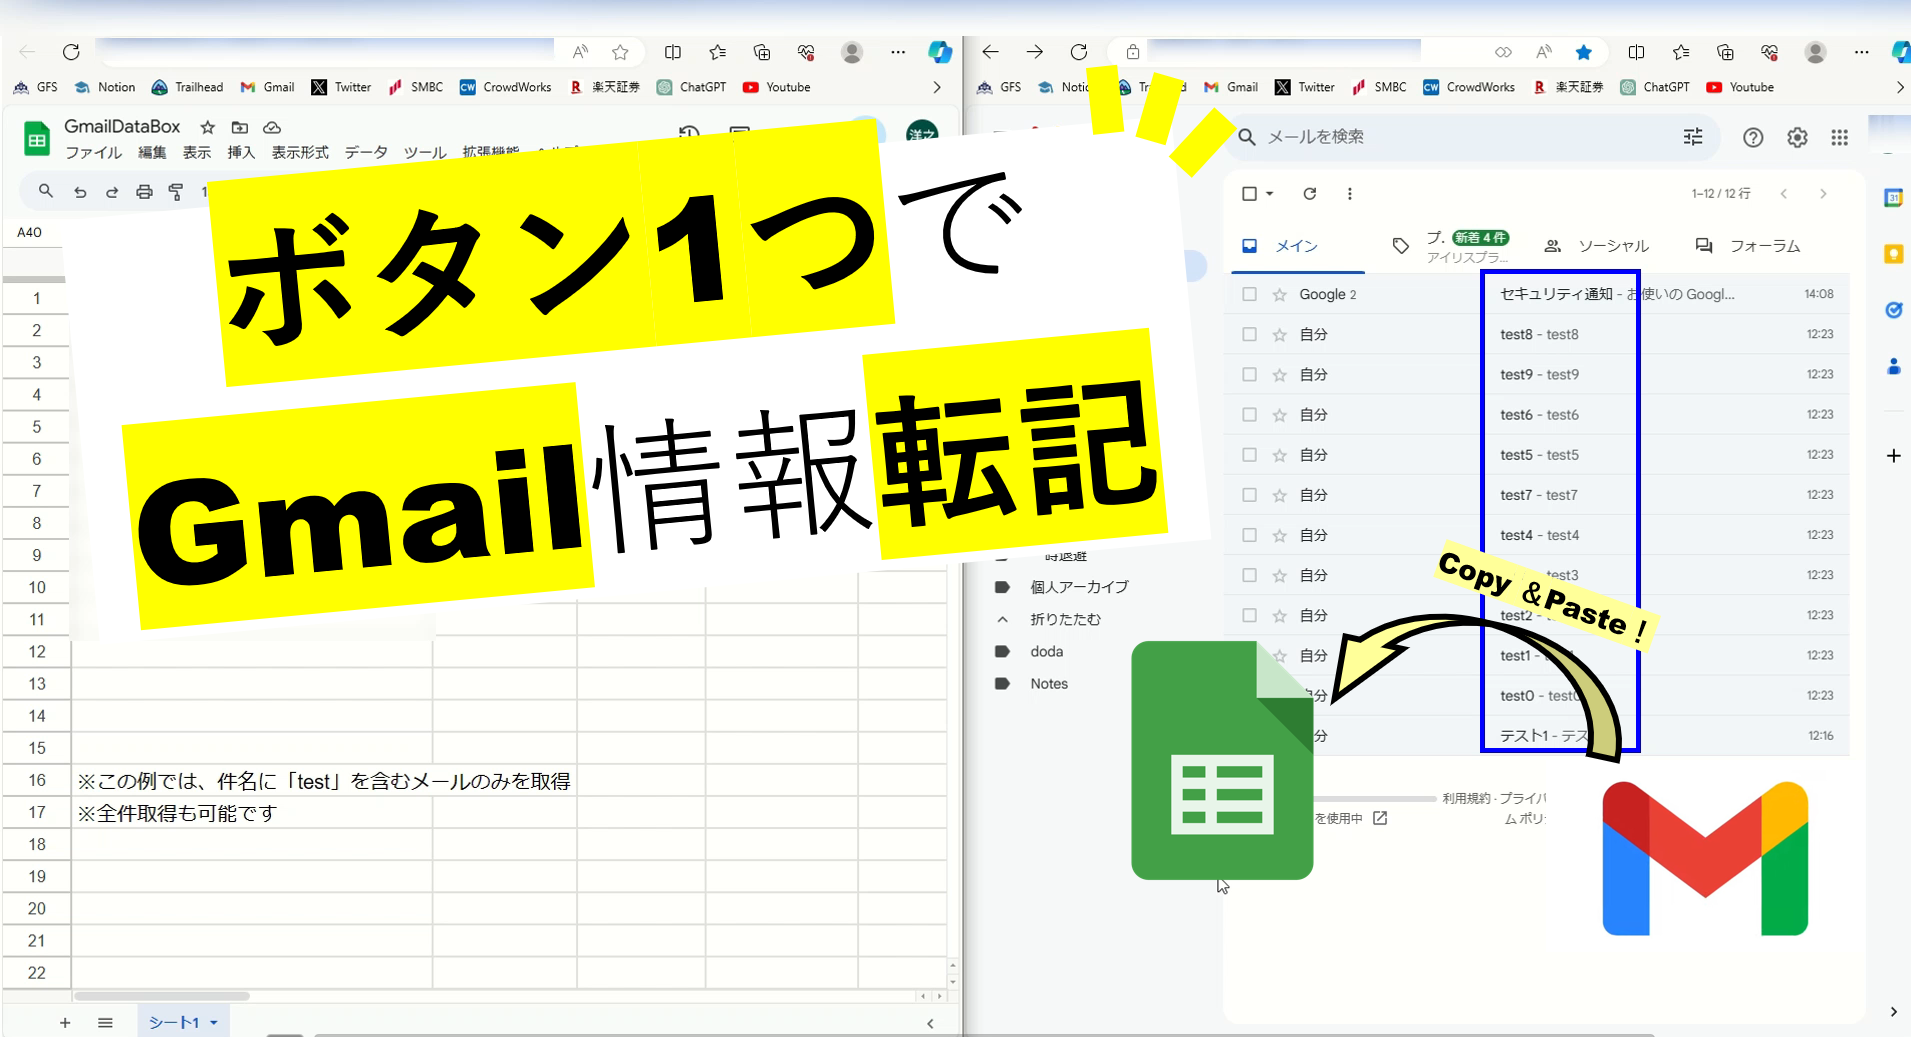 GFS Notion Trailhead Gmail Twitter SMBC CrowdWorks 楽天証券 ChatGPT Youtube
GmailDataBox
ファイル 編集 表示 挿入 表示形式 データ ツール 拡張機能
洋之
A40
ボタン1つで
Gmail情報転記
1
2
3
4
5
6
7
8
9
10
11
12
13
14
15
16 ※この例では、件名に「test」を含むメールのみを取得
17 ※全件取得も可能です
18
19
20
21
22
シート1
GFS Gmail Twitter SMBC CrowdWorks 楽天証券 ChatGPT Youtube
メールを検索
1–12 / 12 行
31
メイン
プ. 新着 4 件
アイリスプラ...
ソーシャル
フォーラム
Google 2 セキュリティ通知 - お使いの Googl... 14:08
自分 test8 - test8 12:23
自分 test9 - test9 12:23
自分 test6 - test6 12:23
自分 test5 - test5 12:23
自分 test7 - test7 12:23
自分 test4 - test4 12:23
自分 test3 12:23
自分 test2 - 12:23
自分 test1 - 12:23
自分 test0 - test0 12:23
分 テスト1 - テス 12:16
Copy &Paste!
時退避
個人アーカイブ
折りたたむ
doda
Notes
利用規約 · プライバ
ム ポリ
を使用中